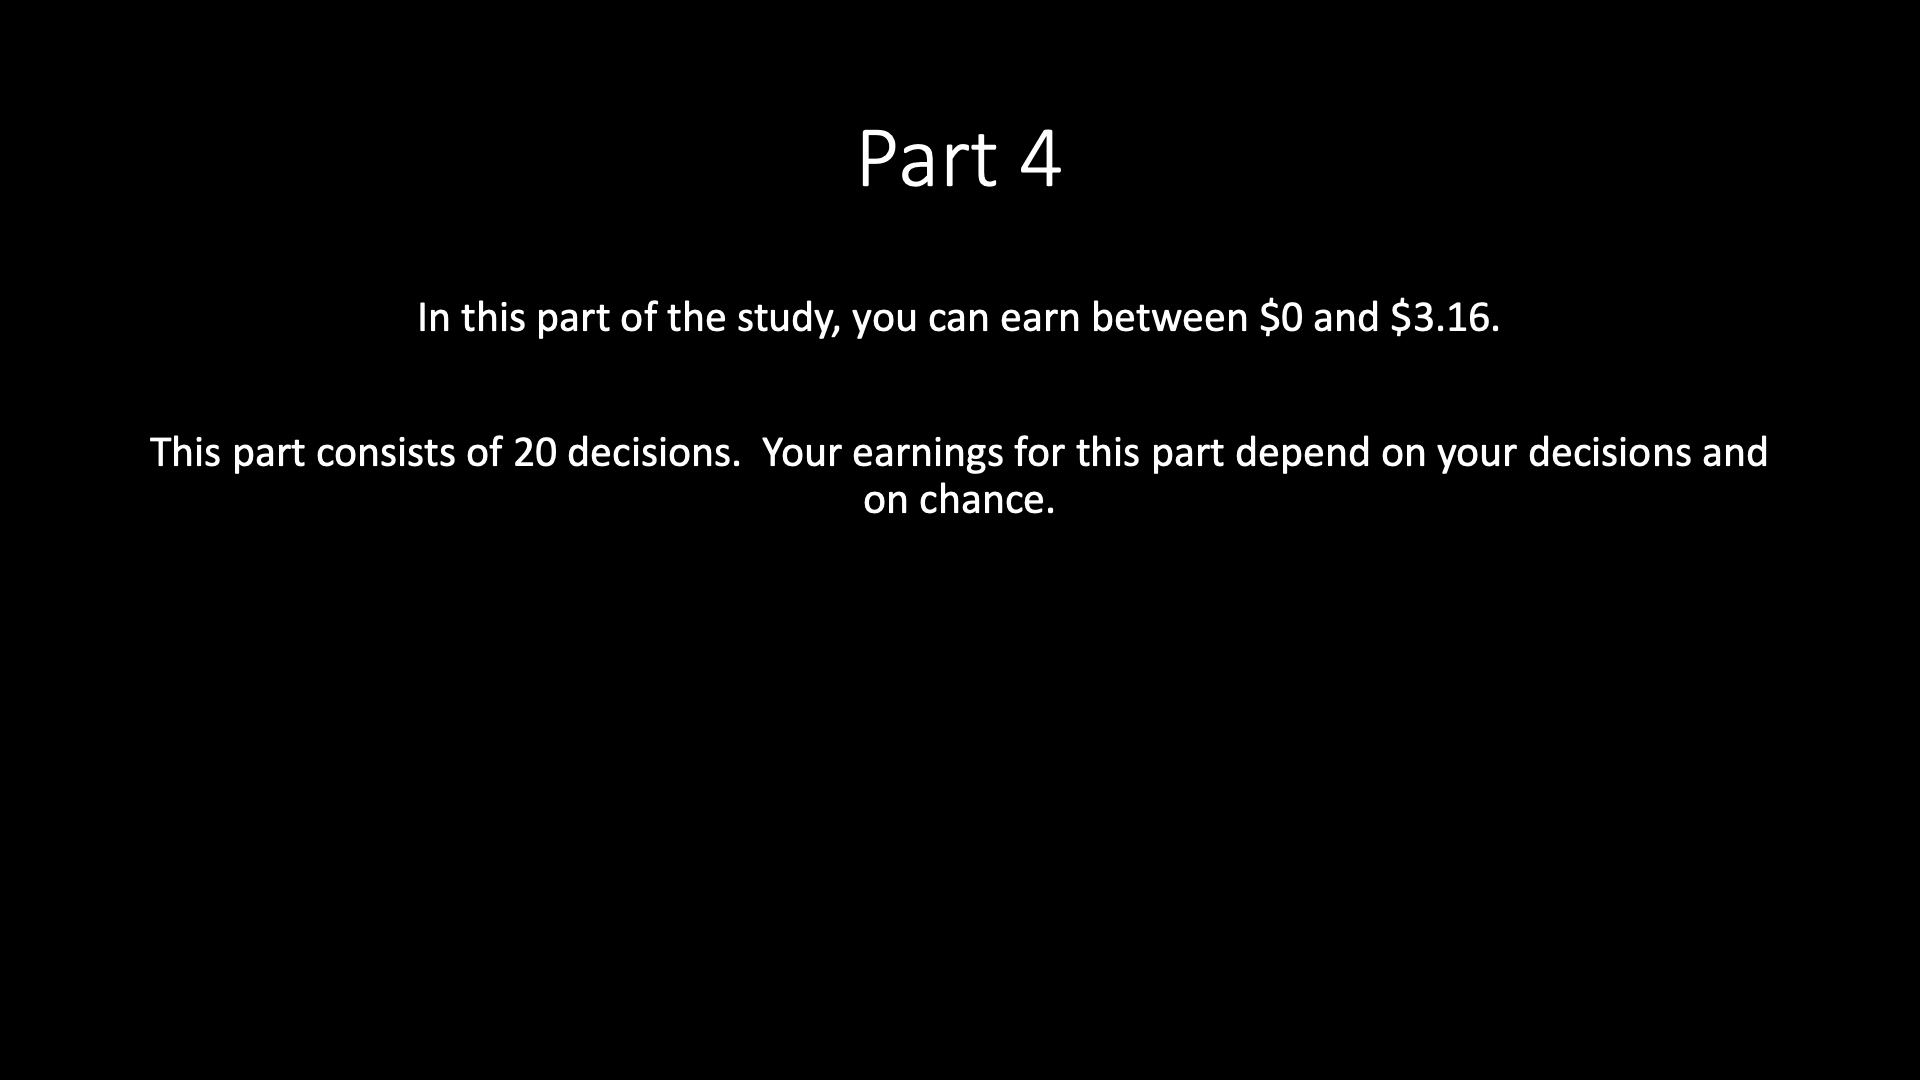 Part 4
In this part of the study, you can earn between $0 and $3.16.
This part consists of 20 decisions.  Your earnings for this part depend on your decisions and
on chance.